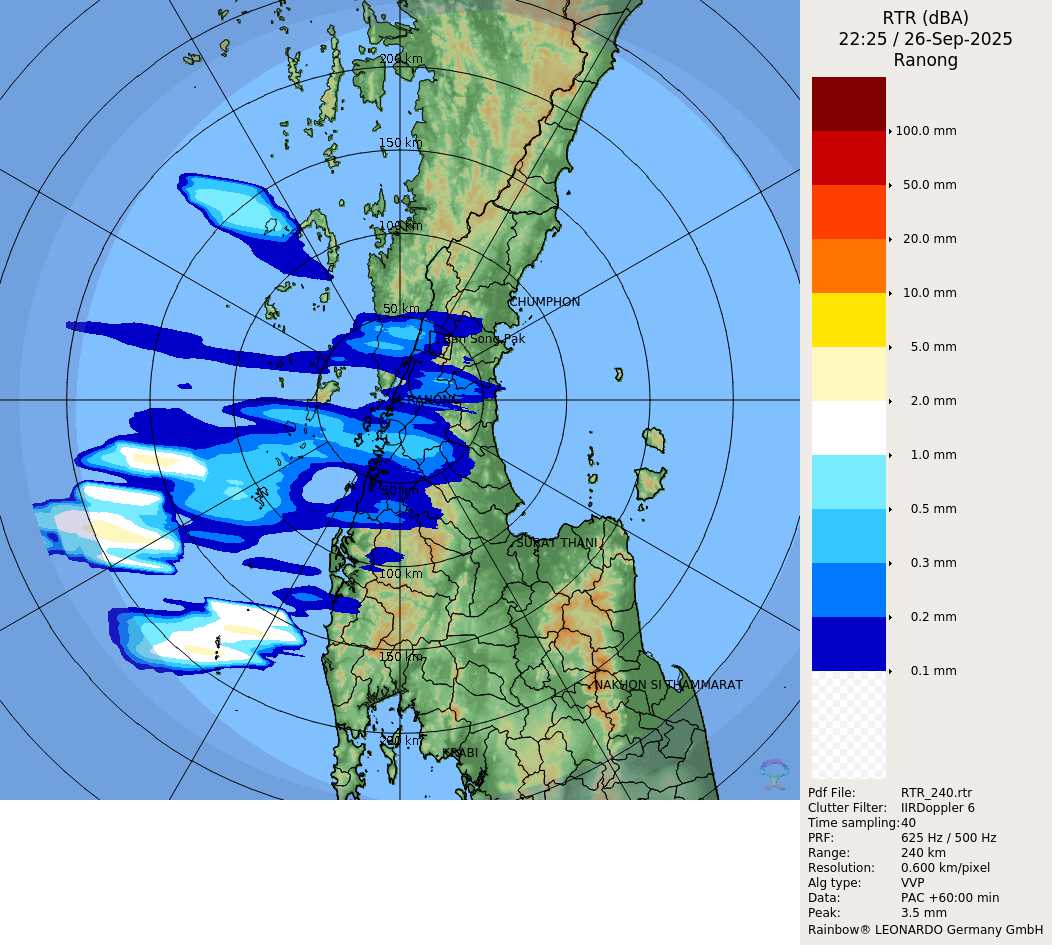 RTR (dBA)
22:25 / 26-Sep-2025
Ranong
200 km
150 km
100 km
50 km
CHUMPHON
Ban Song Pak
RANONG
50 km
SURAT THANI
100 km
150 km
NAKHON SI THAMMARAT
200 km
KRABI
100.0 mm
50.0 mm
20.0 mm
10.0 mm
5.0 mm
2.0 mm
1.0 mm
0.5 mm
0.3 mm
0.2 mm
0.1 mm
Pdf File: RTR_240.rtr
Clutter Filter: IIRDoppler 6
Time sampling:40
PRF: 625 Hz / 500 Hz
Range: 240 km
Resolution: 0.600 km/pixel
Alg type: VVP
Data: PAC +60:00 min
Peak: 3.5 mm
Rainbow® LEONARDO Germany GmbH